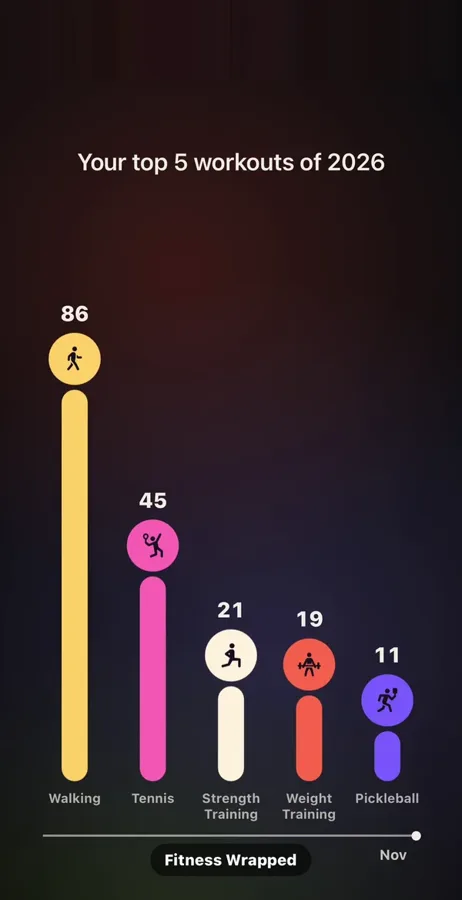 Your top 5 workouts of 2026
86
45
21
19
11
Walking
Tennis
Strength
Training
Weight
Training
Pickleball
Nov
Fitness Wrapped